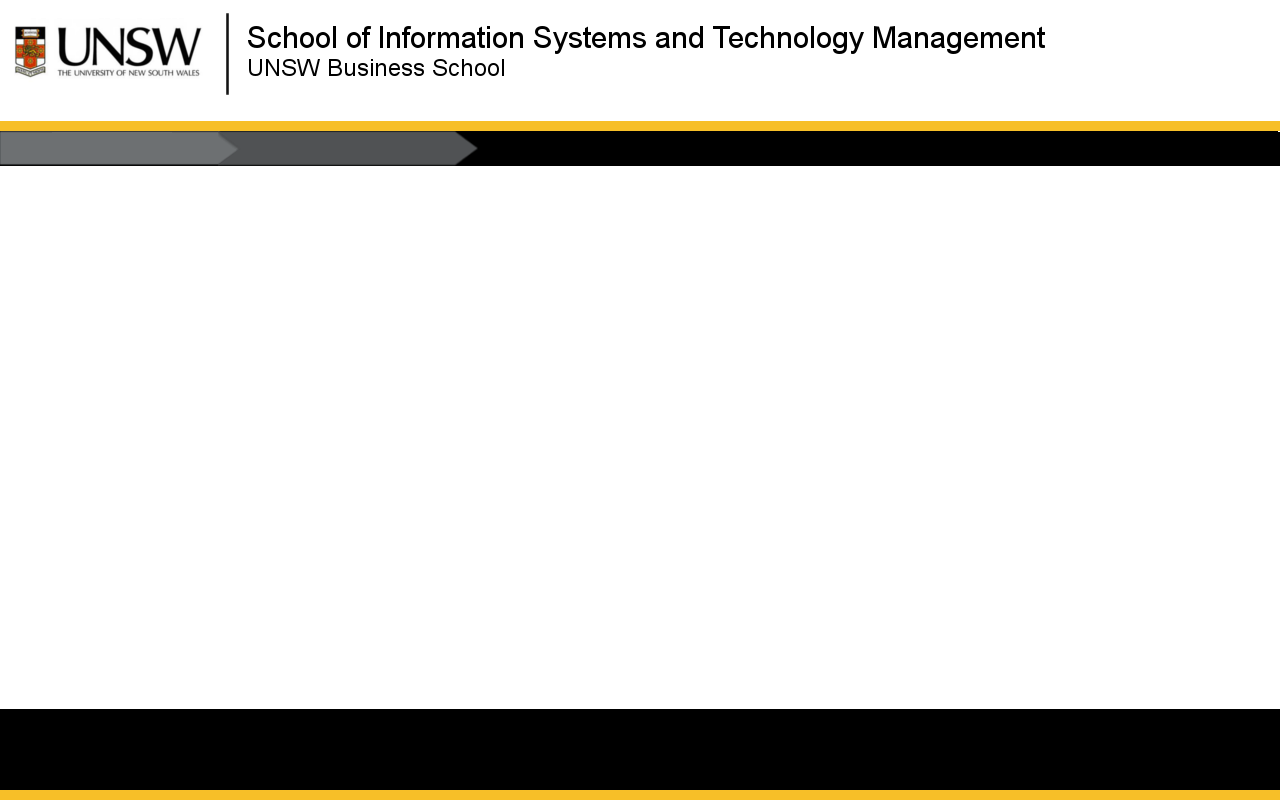 UNSW
THE UNIVERSITY OF NEW SOUTH WALES
School of Information Systems and Technology Management
UNSW Business School